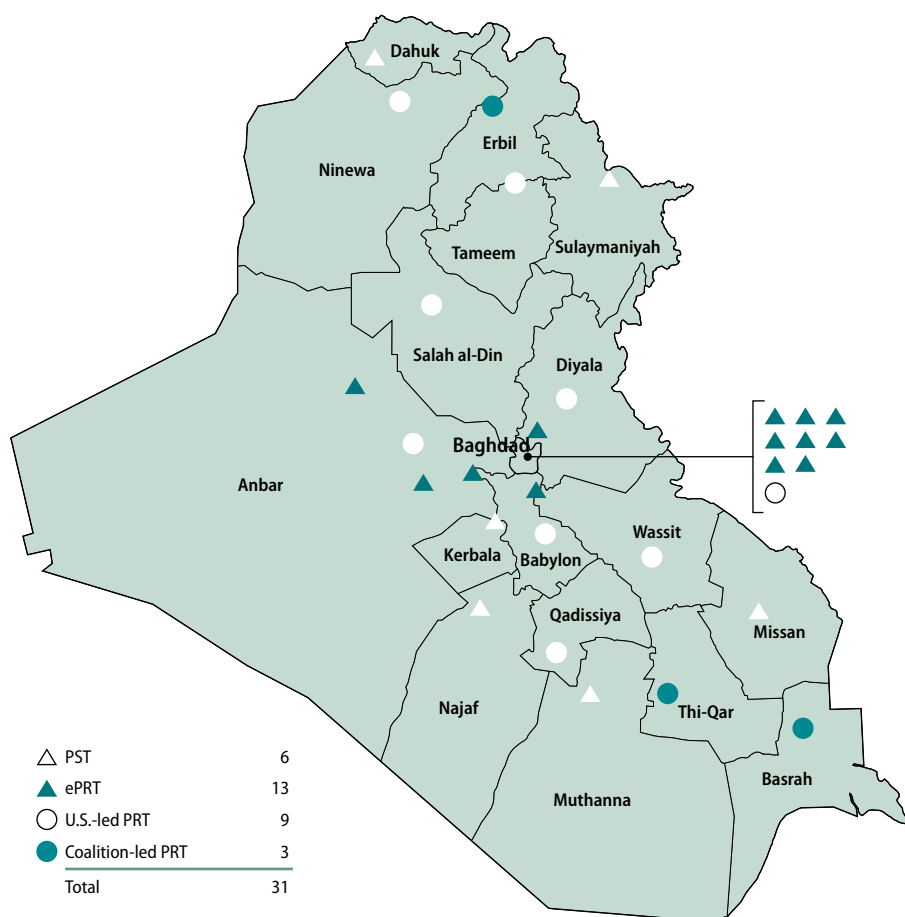 Dahuk
Erbil
Ninewa
Tameem
Sulaymaniyah
Salah al-Din
Diyala
Baghdad
Anbar
Wassit
Kerbala
Babylon
Qadissiya
Missan
Najaf
Thi-Qar
Basrah
Muthanna
PST 6
ePRT 13
U.S.-led PRT 9
Coalition-led PRT 3
Total 31